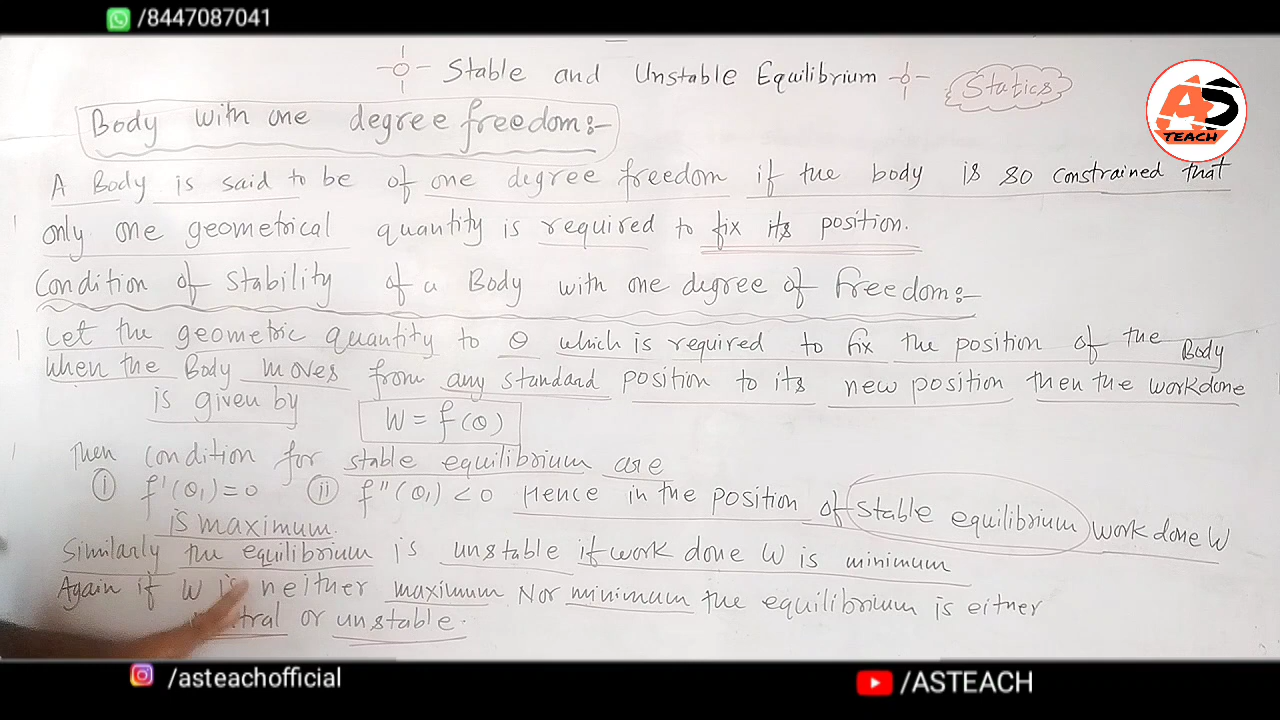 /8447087041
Stable and Unstable Equilibrium
Statics
AS
TEACH
Body with one degree freedom:-
A Body is said to be of one degree freedom if the body is so constrained that
only one geometrical quantity is required to fix its position.
Condition of Stability of a Body with one degree of freedom:-
Let the geometric quantity to θ which is required to fix the position of the Body
when the Body moves from any standard position to its new position then the workdone
is given by W = f(θ)
Then condition for stable equilibrium are
(i) f'(θ₁)=0 (ii) f"(θ₁) <0 Hence in the position of stable equilibrium work done W
is maximum.
Similarly the equilibrium is unstable if work done W is minimum
Again if W is neither maximum Nor minimum the equilibrium is either
or unstable.
/asteachofficial
/ASTEACH